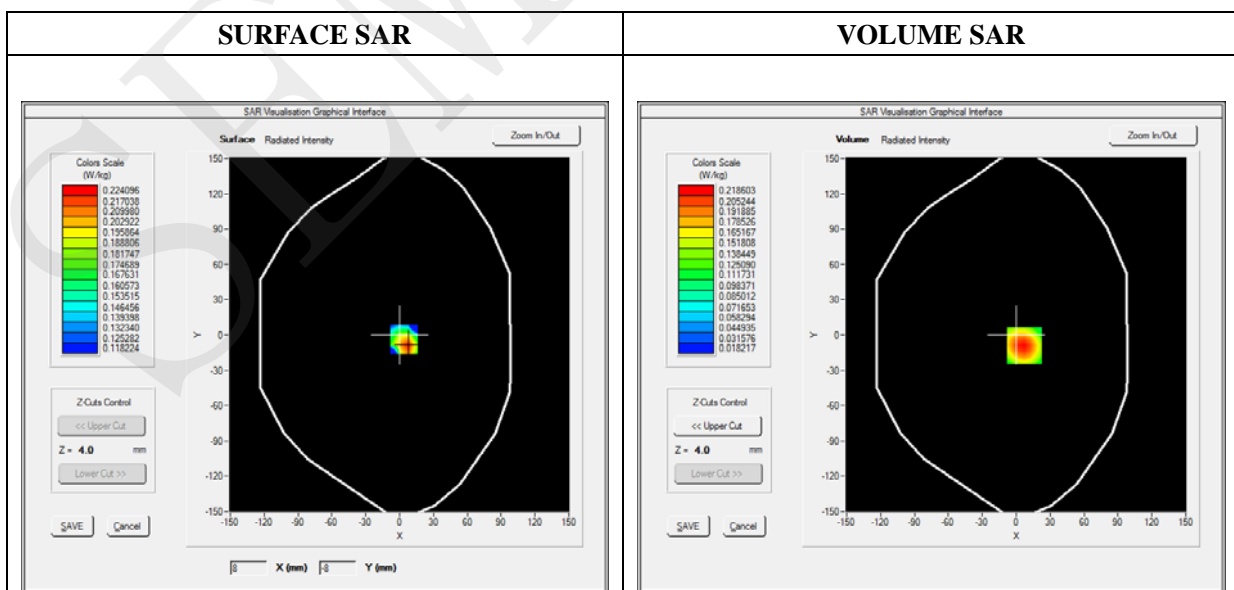 SURFACE SAR
VOLUME SAR
SAR Visualisation Graphical Interface
Surface Radiated Intensity
Zoom In/Out
Colors Scale
(W/kg)
0.224096
0.217038
0.209980
0.202922
0.195864
0.188806
0.181747
0.174689
0.167631
0.160573
0.153515
0.146456
0.139398
0.132340
0.125282
0.118224
150
120
90
60
30
0
-30
-60
-90
-120
-150
Y
-150 -120 -90 -60 -30 0 30 60 90 120 150
X
Z-Cuts Control
<< Upper Cut
Z = 4.0 mm
Lower Cut >>
SAVE Cancel
8 X (mm) -8 Y (mm)
SAR Visualisation Graphical Interface
Volume Radiated Intensity
Zoom In/Out
Colors Scale
(W/kg)
0.218603
0.205244
0.191885
0.178526
0.165167
0.151808
0.138449
0.125090
0.111731
0.098371
0.085012
0.071653
0.058294
0.044935
0.031576
0.018217
150
120
90
60
30
0
-30
-60
-90
-120
-150
Y
-150 -120 -90 -60 -30 0 30 60 90 120 150
X
Z-Cuts Control
<< Upper Cut
Z = 4.0 mm
Lower Cut >>
SAVE Cancel